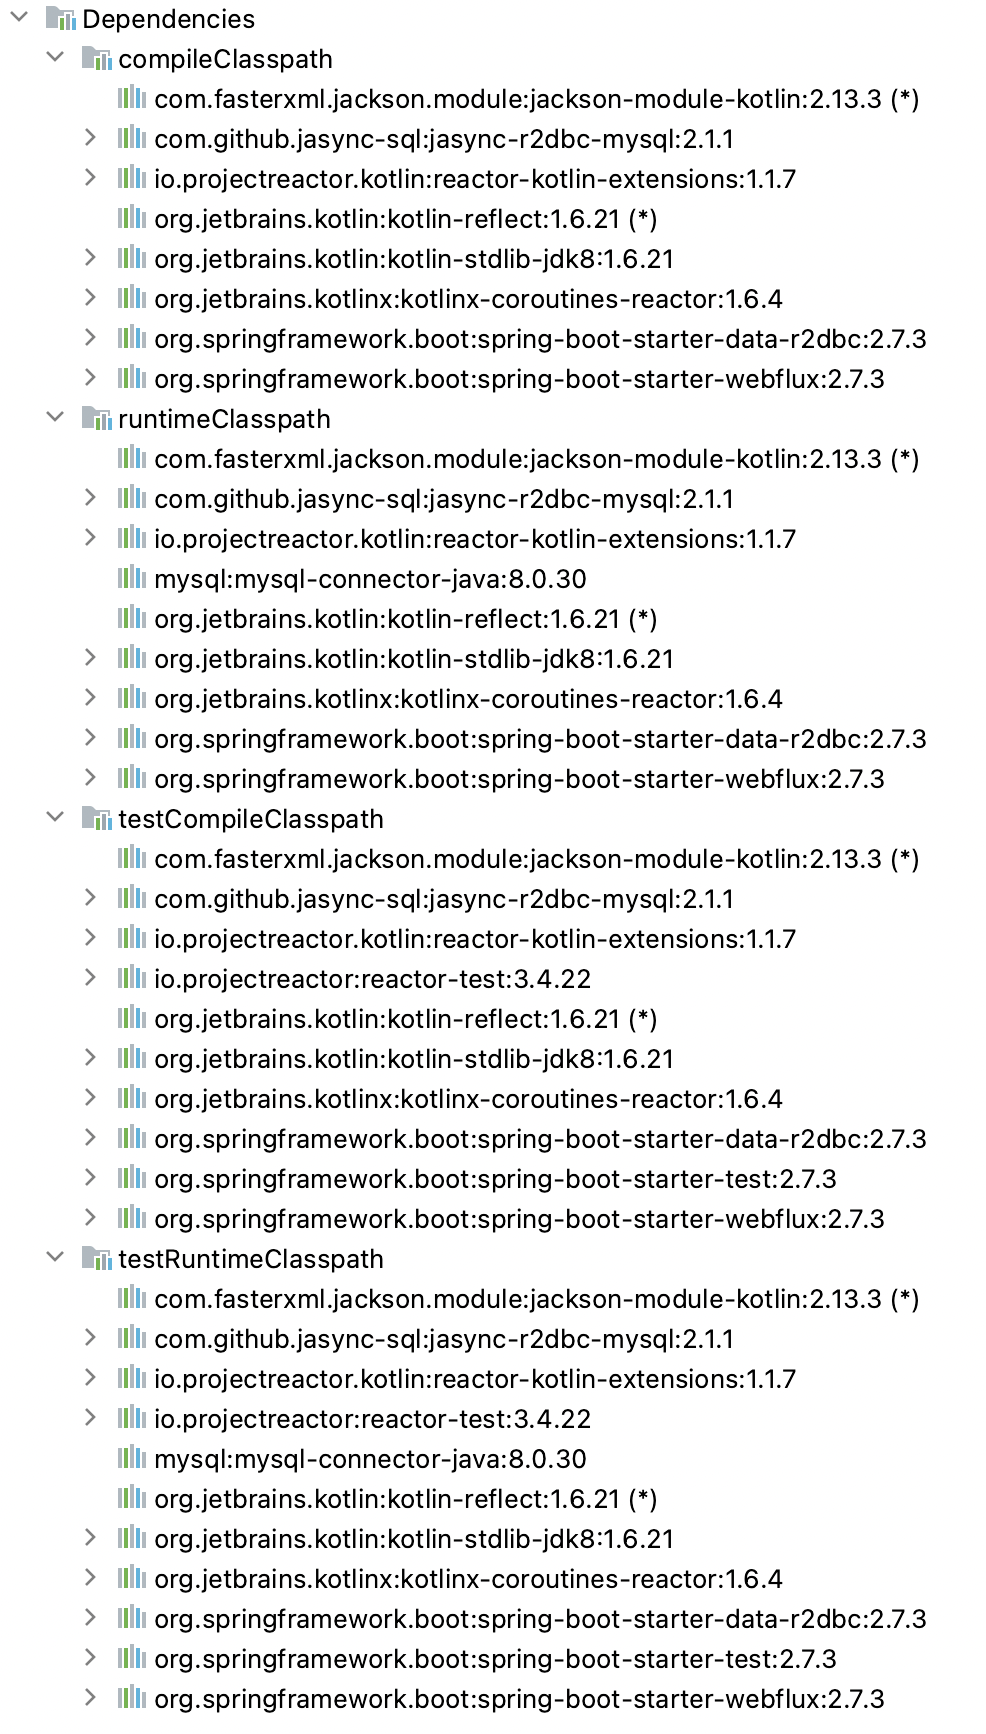 Dependencies
compileClasspath
com.fasterxml.jackson.module:jackson-module-kotlin:2.13.3 (*)
com.github.jasync-sql:jasync-r2dbc-mysql:2.1.1
io.projectreactor.kotlin:reactor-kotlin-extensions:1.1.7
org.jetbrains.kotlin:kotlin-reflect:1.6.21 (*)
org.jetbrains.kotlin:kotlin-stdlib-jdk8:1.6.21
org.jetbrains.kotlinx:kotlinx-coroutines-reactor:1.6.4
org.springframework.boot:spring-boot-starter-data-r2dbc:2.7.3
org.springframework.boot:spring-boot-starter-webflux:2.7.3
runtimeClasspath
com.fasterxml.jackson.module:jackson-module-kotlin:2.13.3 (*)
com.github.jasync-sql:jasync-r2dbc-mysql:2.1.1
io.projectreactor.kotlin:reactor-kotlin-extensions:1.1.7
mysql:mysql-connector-java:8.0.30
org.jetbrains.kotlin:kotlin-reflect:1.6.21 (*)
org.jetbrains.kotlin:kotlin-stdlib-jdk8:1.6.21
org.jetbrains.kotlinx:kotlinx-coroutines-reactor:1.6.4
org.springframework.boot:spring-boot-starter-data-r2dbc:2.7.3
org.springframework.boot:spring-boot-starter-webflux:2.7.3
testCompileClasspath
com.fasterxml.jackson.module:jackson-module-kotlin:2.13.3 (*)
com.github.jasync-sql:jasync-r2dbc-mysql:2.1.1
io.projectreactor.kotlin:reactor-kotlin-extensions:1.1.7
io.projectreactor:reactor-test:3.4.22
org.jetbrains.kotlin:kotlin-reflect:1.6.21 (*)
org.jetbrains.kotlin:kotlin-stdlib-jdk8:1.6.21
org.jetbrains.kotlinx:kotlinx-coroutines-reactor:1.6.4
org.springframework.boot:spring-boot-starter-data-r2dbc:2.7.3
org.springframework.boot:spring-boot-starter-test:2.7.3
org.springframework.boot:spring-boot-starter-webflux:2.7.3
testRuntimeClasspath
com.fasterxml.jackson.module:jackson-module-kotlin:2.13.3 (*)
com.github.jasync-sql:jasync-r2dbc-mysql:2.1.1
io.projectreactor.kotlin:reactor-kotlin-extensions:1.1.7
io.projectreactor:reactor-test:3.4.22
mysql:mysql-connector-java:8.0.30
org.jetbrains.kotlin:kotlin-reflect:1.6.21 (*)
org.jetbrains.kotlin:kotlin-stdlib-jdk8:1.6.21
org.jetbrains.kotlinx:kotlinx-coroutines-reactor:1.6.4
org.springframework.boot:spring-boot-starter-data-r2dbc:2.7.3
org.springframework.boot:spring-boot-starter-test:2.7.3
org.springframework.boot:spring-boot-starter-webflux:2.7.3